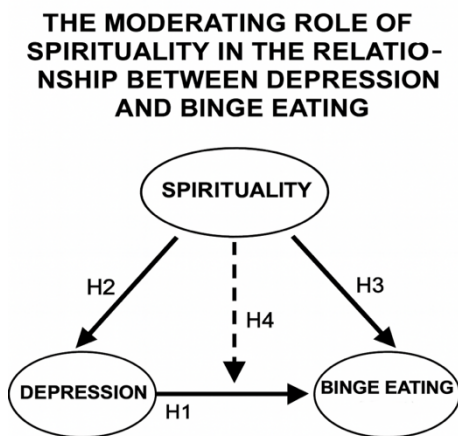 THE MODERATING ROLE OF
SPIRITUALITY IN THE RELATIO-
NSHIP BETWEEN DEPRESSION
AND BINGE EATING
SPIRITUALITY
H2
H3
H4
DEPRESSION
BINGE EATING
H1